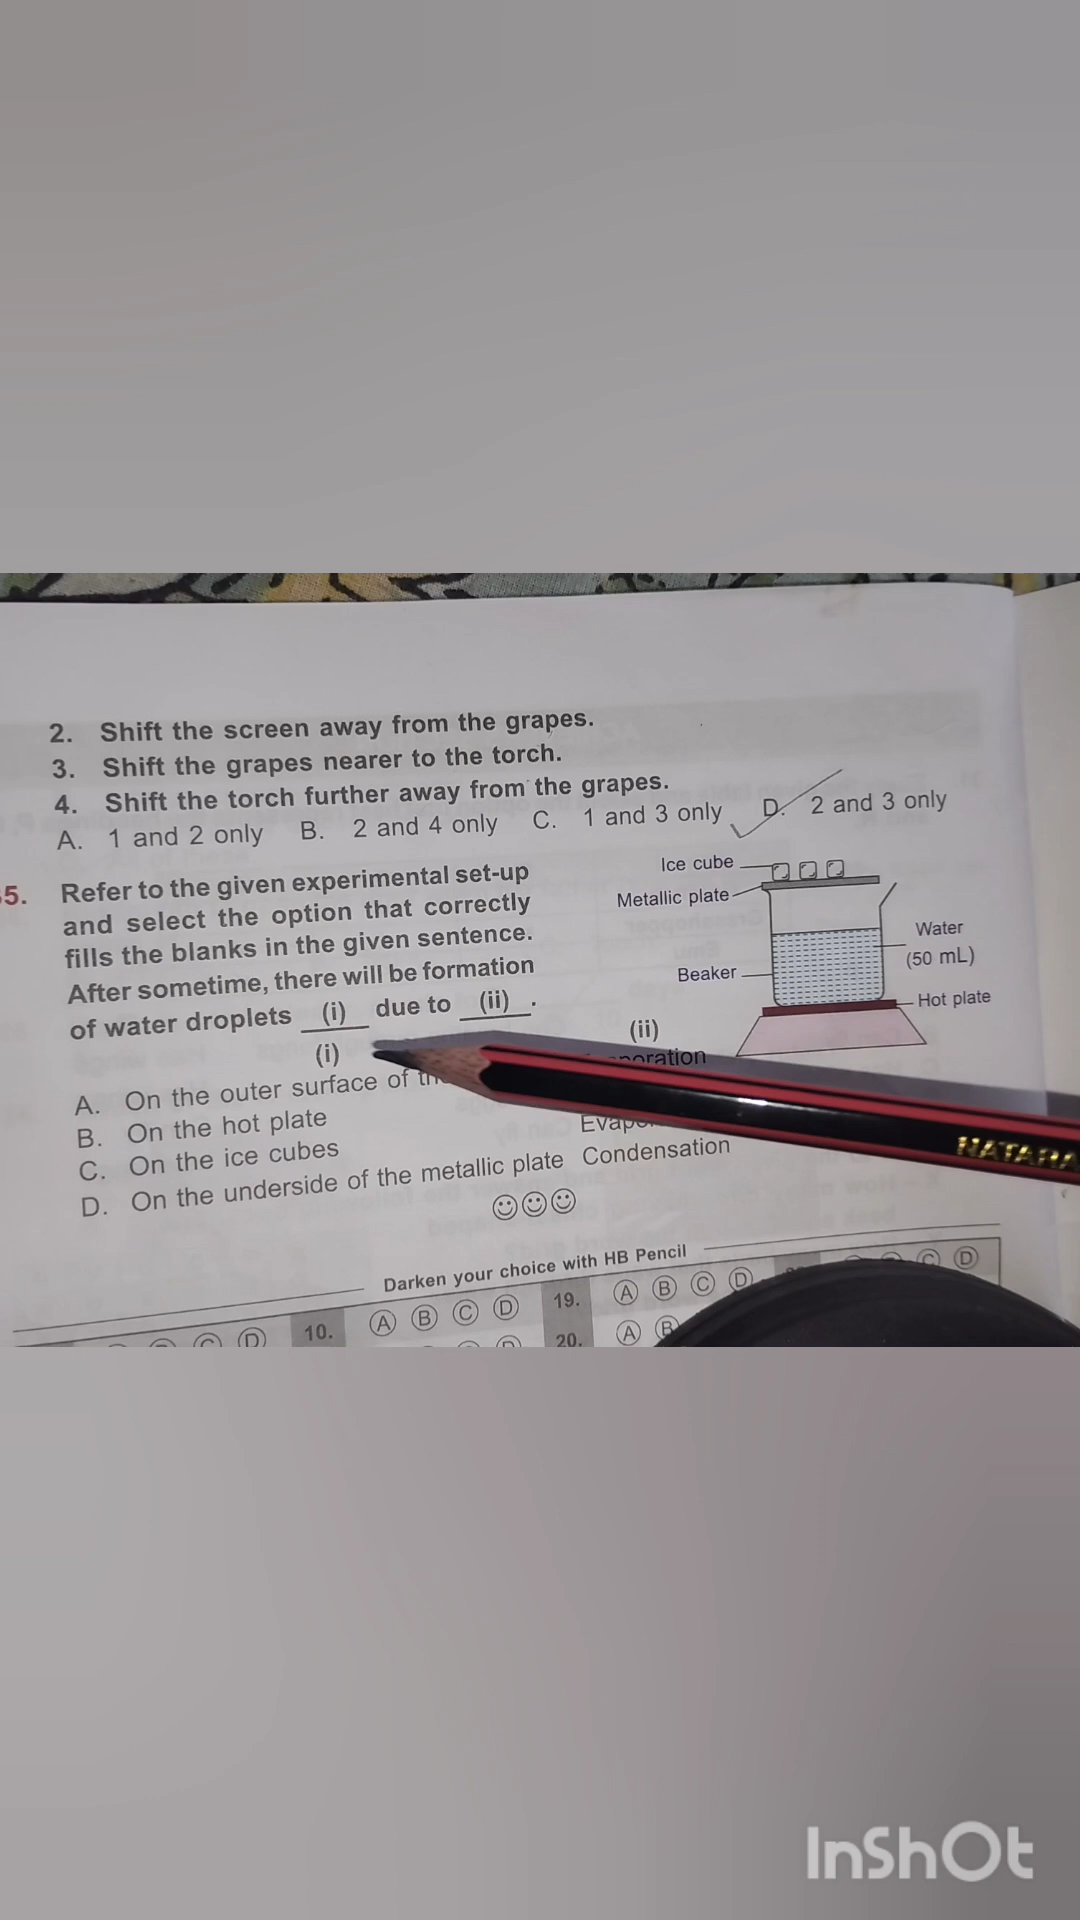 2. Shift the screen away from the grapes.
3. Shift the grapes nearer to the torch.
4. Shift the torch further away from the grapes.
A. 1 and 2 only B. 2 and 4 only C. 1 and 3 only D. 2 and 3 only
5. Refer to the given experimental set-up
and select the option that correctly
fills the blanks in the given sentence.
After sometime, there will be formation
of water droplets (i) due to (ii) .
Ice cube
Metallic plate
Water
(50 mL)
Beaker
Hot plate
(i) (ii)
A. On the outer surface of
B. On the hot plate
C. On the ice cubes
D. On the underside of the metallic plate Condensation
Darken your choice with HB Pencil
C D
10. A B C D 19. A B C D
D 20. A B
NATARA
InShOt